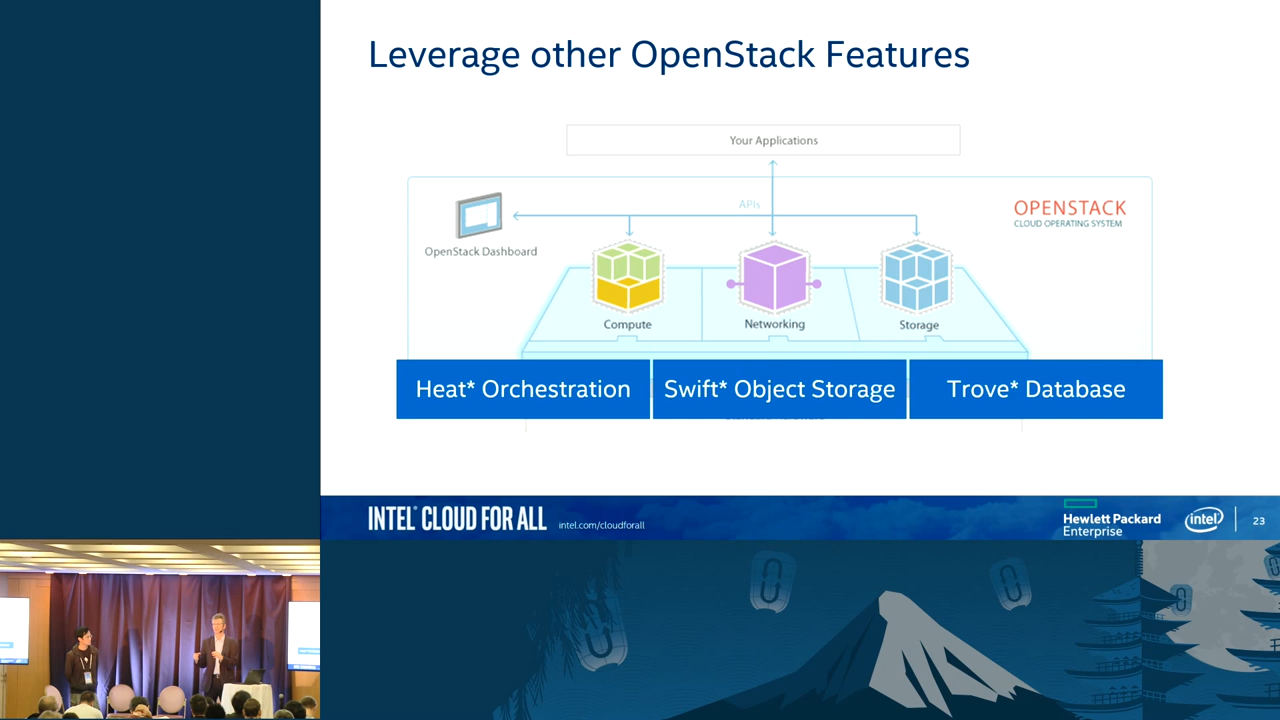 Leverage other OpenStack Features
Your Applications
APIs
OPENSTACK
CLOUD OPERATING SYSTEM
OpenStack Dashboard
Compute
Networking
Storage
Heat* Orchestration
Swift* Object Storage
Trove* Database
INTEL® CLOUD FOR ALL
intel.com/cloudforall
Hewlett Packard
Enterprise
intel
23